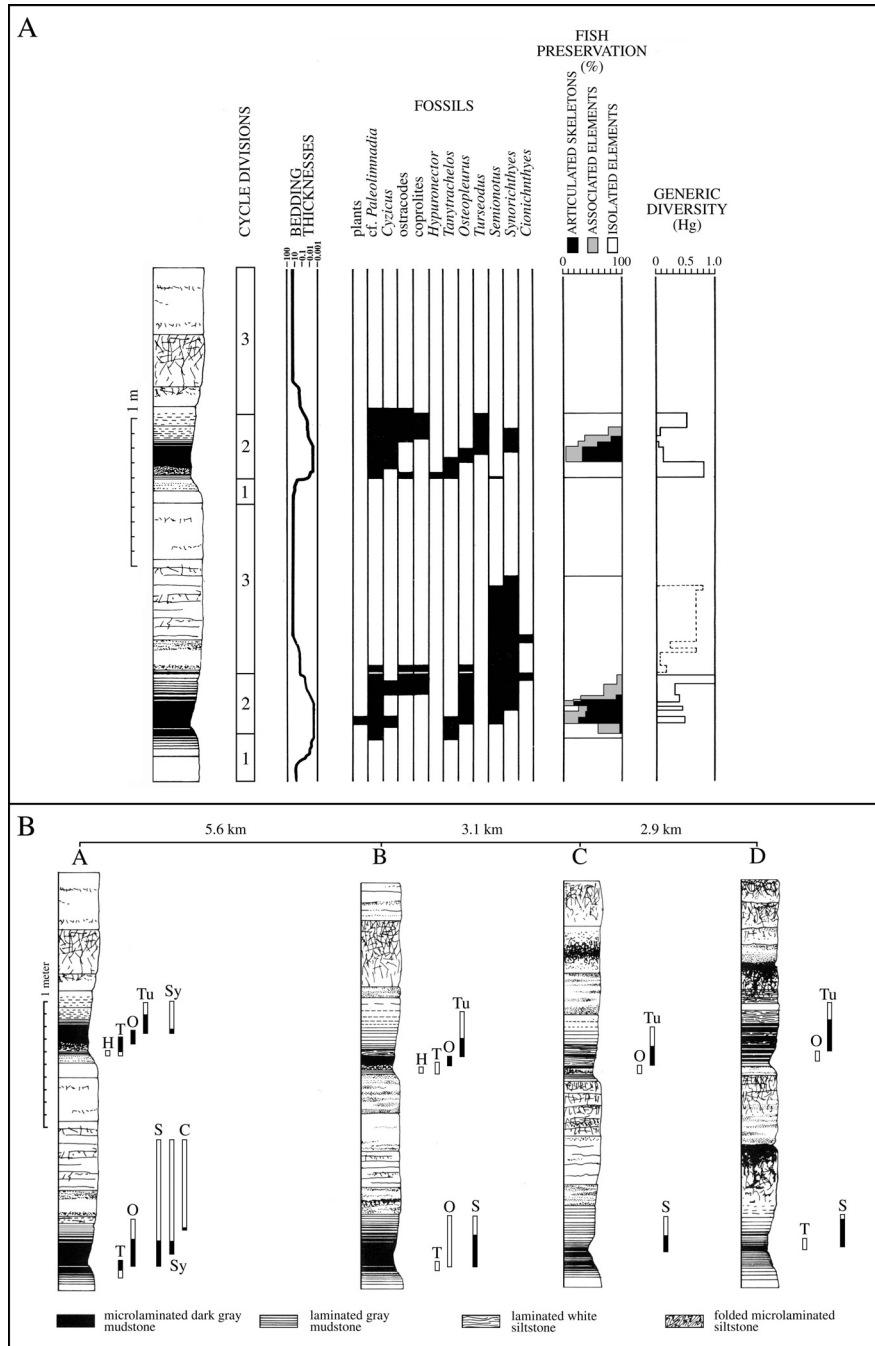 A
FISH
PRESERVATION
(%)
FOSSILS
CYCLE DIVISIONS
BEDDING
THICKNESSES
plants
cf. Paleolimnadia
Cyzicus
ostracodes
coprolites
Hypuronector
Tanytrachelos
Osteopleurus
Turseodus
Semionotus
Synorichthyes
Cionichnthyes
ARTICULATED SKELETONS
ASSOCIATED ELEMENTS
ISOLATED ELEMENTS
GENERIC
DIVERSITY
(Hg)
100
10
0.1
0.01
0.001
0 100
0 0.5 1.0
3
1 m
2
1
3
2
1
B
5.6 km 3.1 km 2.9 km
A B C D
1 meter
H T O Tu Sy
H T O Tu
O Tu
O Tu
T O S Sy C
T O S
S
T S
microlaminated dark gray
mudstone
laminated gray
mudstone
laminated white
siltstone
folded microlaminated
siltstone